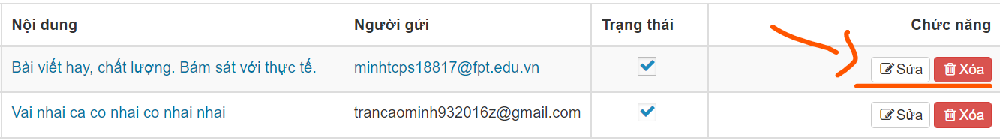 Nội dung Người gửi Trạng thái Chức năng
Bài viết hay, chất lượng. Bám sát với thực tế. minhtcps18817@fpt.edu.vn Sửa Xóa
Vai nhai ca co nhai co nhai nhai trancaominh932016z@gmail.com Sửa Xóa